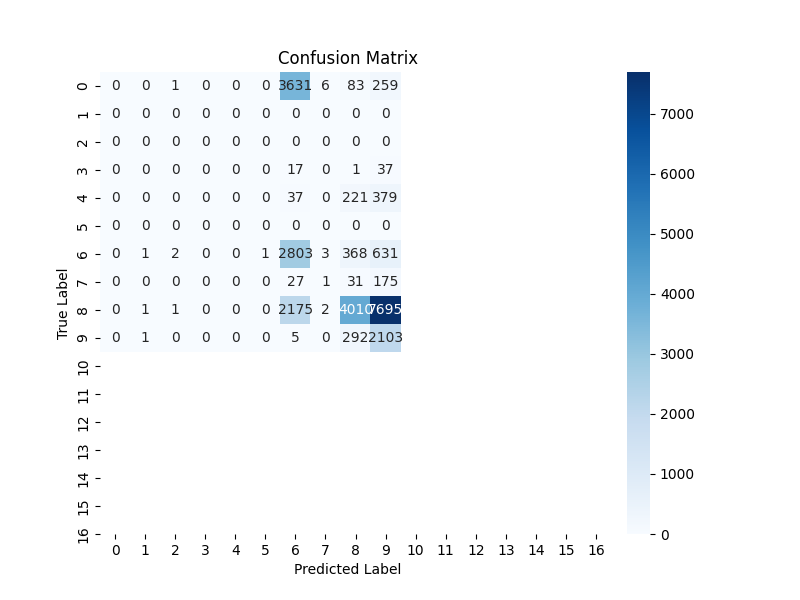 Confusion Matrix
0 0 0 1 0 0 0 3631 6 83 259
1 0 0 0 0 0 0 0 0 0 0
2 0 0 0 0 0 0 0 0 0 0
3 0 0 0 0 0 0 17 0 1 37
4 0 0 0 0 0 0 37 0 221 379
5 0 0 0 0 0 0 0 0 0 0
6 0 1 2 0 0 1 2803 3 368 631
7 0 0 0 0 0 0 27 1 31 175
8 0 1 1 0 0 0 2175 2 4010 7695
9 0 1 0 0 0 0 5 0 292 2103
10
11
12
13
14
15
16
0 1 2 3 4 5 6 7 8 9 10 11 12 13 14 15 16
Predicted Label
True Label
7000
6000
5000
4000
3000
2000
1000
0